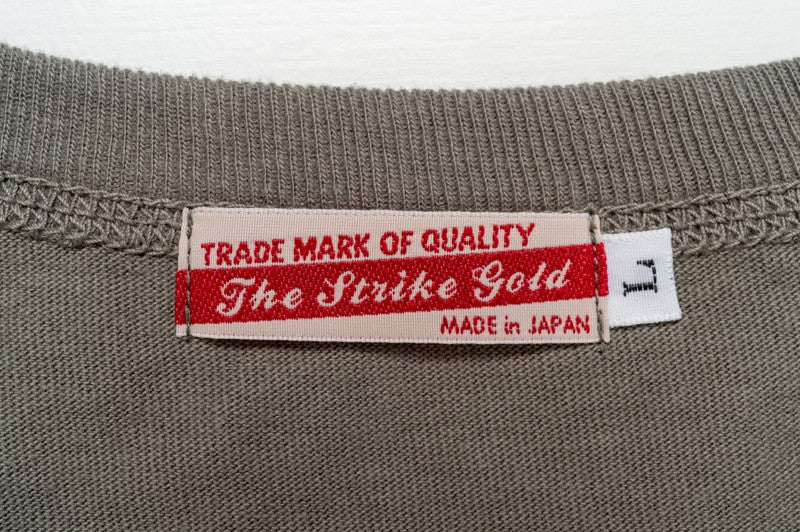 TRADE MARK OF QUALITY
The Strike Gold
MADE in JAPAN
L